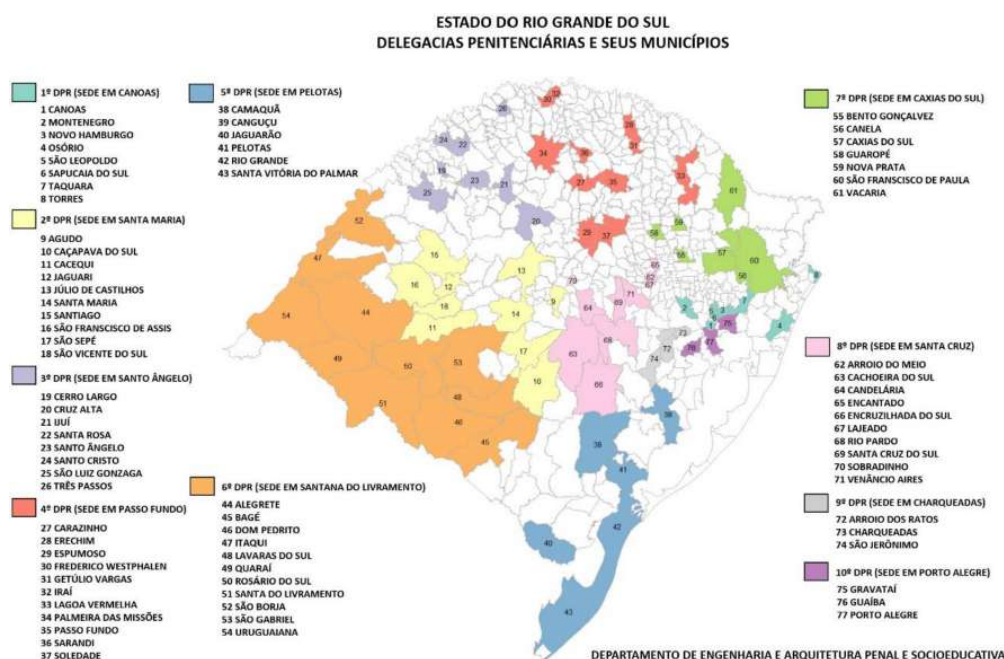 ESTADO DO RIO GRANDE DO SUL
DELEGACIAS PENITENCIÁRIAS E SEUS MUNICÍPIOS
1º DPR (SEDE EM CANOAS)
1 CANOAS
2 MONTENEGRO
3 NOVO HAMBURGO
4 OSÓRIO
5 SÃO LEOPOLDO
6 SAPUCAIA DO SUL
7 TAQUARA
8 TORRES
2º DPR (SEDE EM SANTA MARIA)
9 AGUDO
10 CAÇAPAVA DO SUL
11 CACEQUI
12 JAGUARI
13 JÚLIO DE CASTILHOS
14 SANTA MARIA
15 SANTIAGO
16 SÃO FRANSCISCO DE ASSIS
17 SÃO SEPÉ
18 SÃO VICENTE DO SUL
3º DPR (SEDE EM SANTO ÂNGELO)
19 CERRO LARGO
20 CRUZ ALTA
21 IJUÍ
22 SANTA ROSA
23 SANTO ÂNGELO
24 SANTO CRISTO
25 SÃO LUIZ GONZAGA
26 TRÊS PASSOS
4º DPR (SEDE EM PASSO FUNDO)
27 CARAZINHO
28 ERECHIM
29 ESPUMOSO
30 FREDERICO WESTPHALEN
31 GETÚLIO VARGAS
32 IRAÍ
33 LAGOA VERMELHA
34 PALMEIRA DAS MISSÕES
35 PASSO FUNDO
36 SARANDI
37 SOLEDADE
5º DPR (SEDE EM PELOTAS)
38 CAMAQUÃ
39 CANGUÇU
40 JAGUARÃO
41 PELOTAS
42 RIO GRANDE
43 SANTA VITÓRIA DO PALMAR
6º DPR (SEDE EM SANTANA DO LIVRAMENTO)
44 ALEGRETE
45 BAGÉ
46 DOM PEDRITO
47 ITAQUI
48 LAVARAS DO SUL
49 QUARAÍ
50 ROSÁRIO DO SUL
51 SANTA DO LIVRAMENTO
52 SÃO BORJA
53 SÃO GABRIEL
54 URUGUAIANA
7º DPR (SEDE EM CAXIAS DO SUL)
55 BENTO GONÇALVEZ
56 CANELA
57 CAXIAS DO SUL
58 GUAROPÉ
59 NOVA PRATA
60 SÃO FRANSCISCO DE PAULA
61 VACARIA
8º DPR (SEDE EM SANTA CRUZ)
62 ARROIO DO MEIO
63 CACHOEIRA DO SUL
64 CANDELÁRIA
65 ENCANTADO
66 ENCRUZILHADA DO SUL
67 LAJEADO
68 RIO PARDO
69 SANTA CRUZ DO SUL
70 SOBRADINHO
71 VENÂNCIO AIRES
9º DPR (SEDE EM CHARQUEADAS)
72 ARROIO DOS RATOS
73 CHARQUEADAS
74 SÃO JERÔNIMO
10º DPR (SEDE EM PORTO ALEGRE)
75 GRAVATAÍ
76 GUAÍBA
77 PORTO ALEGRE
DEPARTAMENTO DE ENGENHARIA E ARQUITETURA PENAL E SOCIOEDUCATIVA